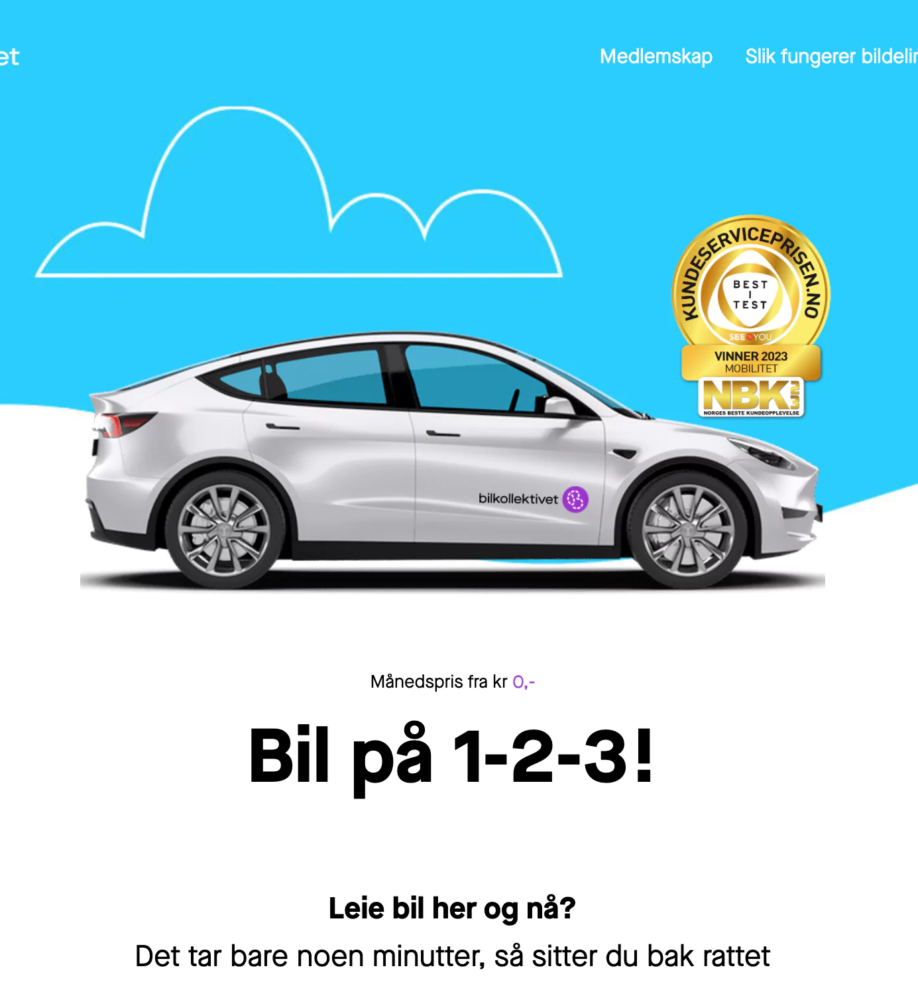 et
Medlemskap
Slik fungerer bildelin
KUNDESERVICEPRISEN.NO
BEST
I
TEST
SEE YOU
VINNER 2023
MOBILITET
NBK
NORGES BESTE KUNDEOPPLEVELSE
bilkollektivet
Månedspris fra kr 0,-
Bil på 1-2-3!
Leie bil her og nå?
Det tar bare noen minutter, så sitter du bak rattet